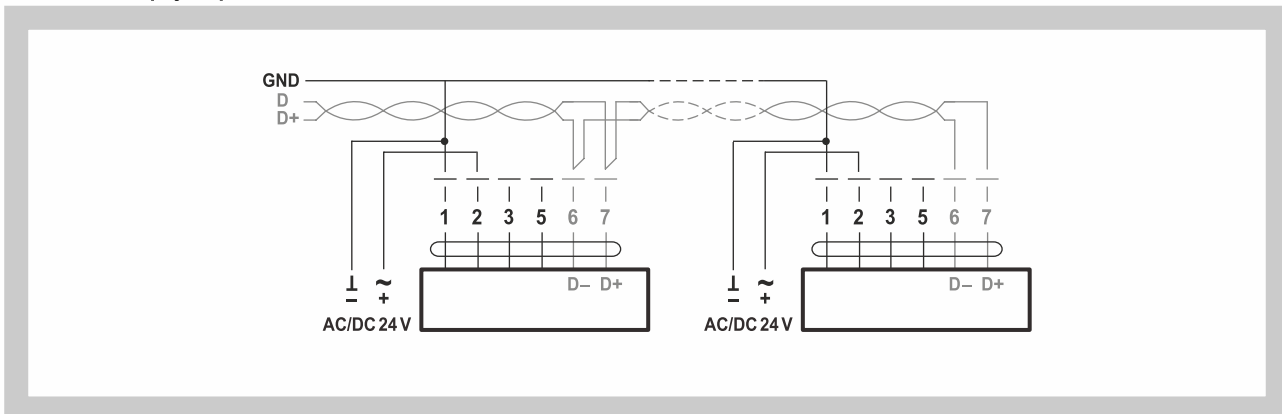 GND
D
D+
1 2 3 5 6 7 1 2 3 5 6 7
⊥ ~ D– D+ ⊥ ~ D– D+
– + – +
AC/DC 24 V AC/DC 24 V